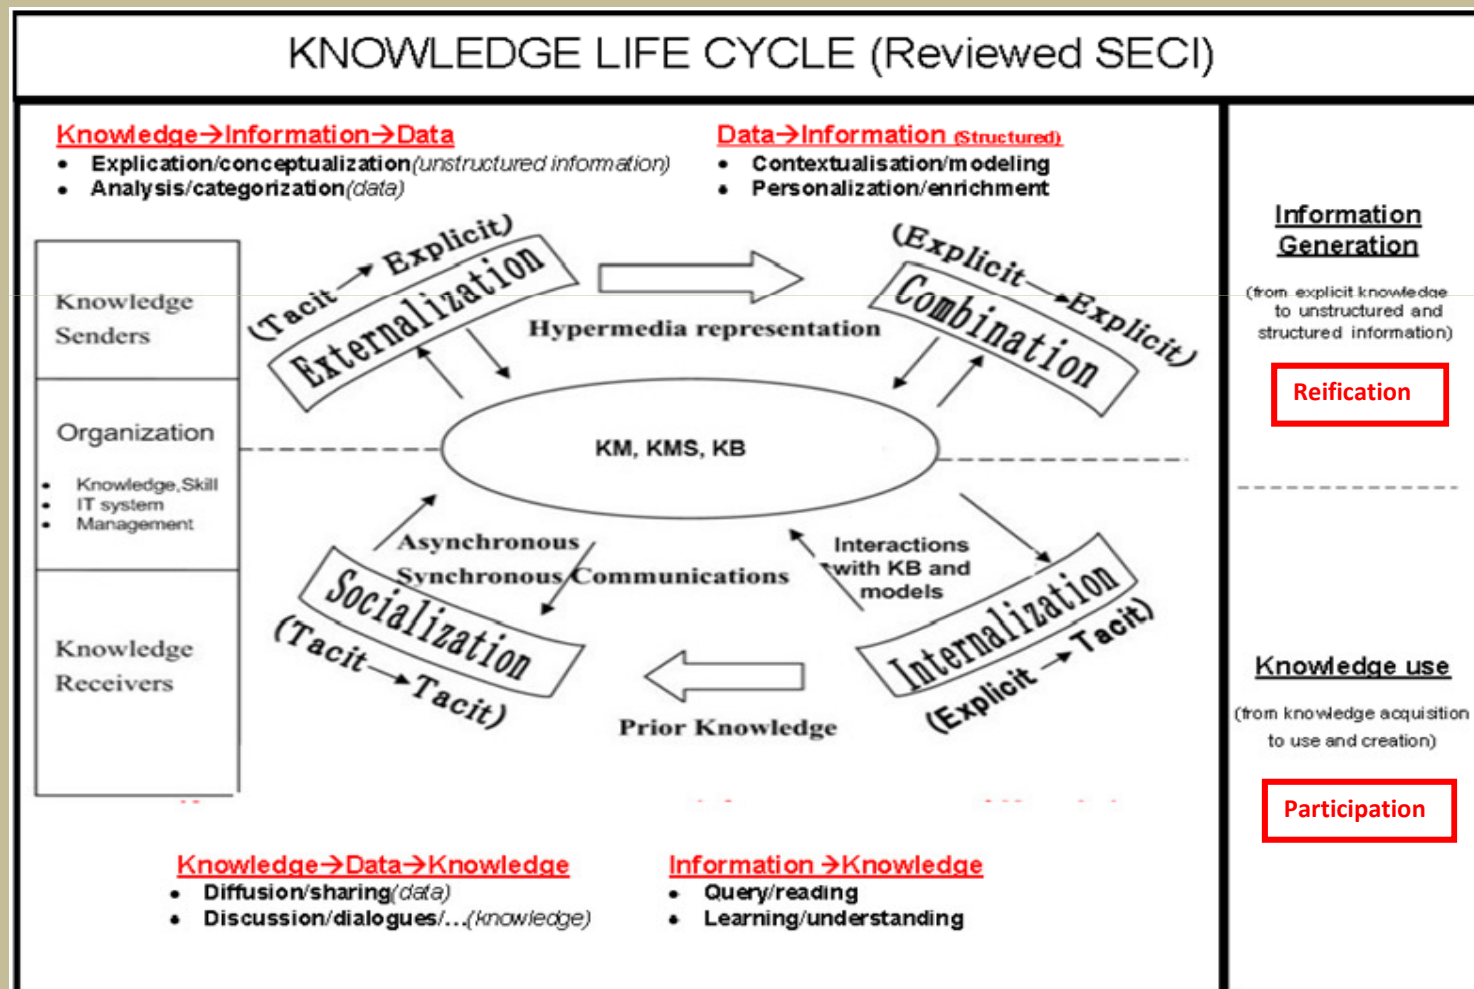 KNOWLEDGE LIFE CYCLE (Reviewed SECI)
Knowledge→Information→Data
• Explication/conceptualization(unstructured information)
• Analysis/categorization(data)
Data→Information (Structured)
• Contextualisation/modeling
• Personalization/enrichment
Knowledge
Senders
Organization
• Knowledge,Skill
• IT system
• Management
Knowledge
Receivers
(Tacit→Explicit)
Externalization
Hypermedia representation
(Explicit→Explicit)
Combination
KM, KMS, KB
Asynchronous
Synchronous Communications
Socialization
(Tacit→Tacit)
Interactions
with KB and
models
Internalization
(Explicit→Tacit)
Prior Knowledge
Knowledge→Data→Knowledge
• Diffusion/sharing(data)
• Discussion/dialogues/...(knowledge)
Information →Knowledge
• Query/reading
• Learning/understanding
Information
Generation
(from explicit knowledge
to unstructured and
structured information)
Reification
Knowledge use
(from knowledge acquisition
to use and creation)
Participation